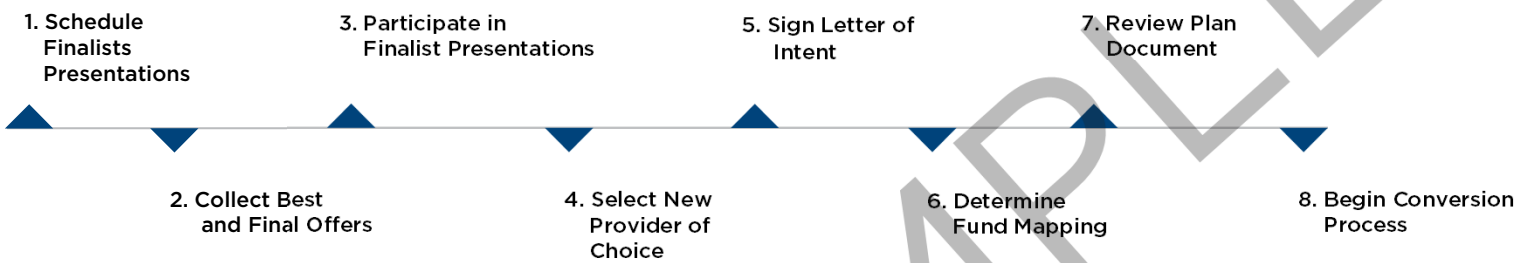 1. Schedule
Finalists
Presentations
2. Collect Best
and Final Offers
3. Participate in
Finalist Presentations
4. Select New
Provider of
Choice
5. Sign Letter of
Intent
6. Determine
Fund Mapping
7. Review Plan
Document
8. Begin Conversion
Process